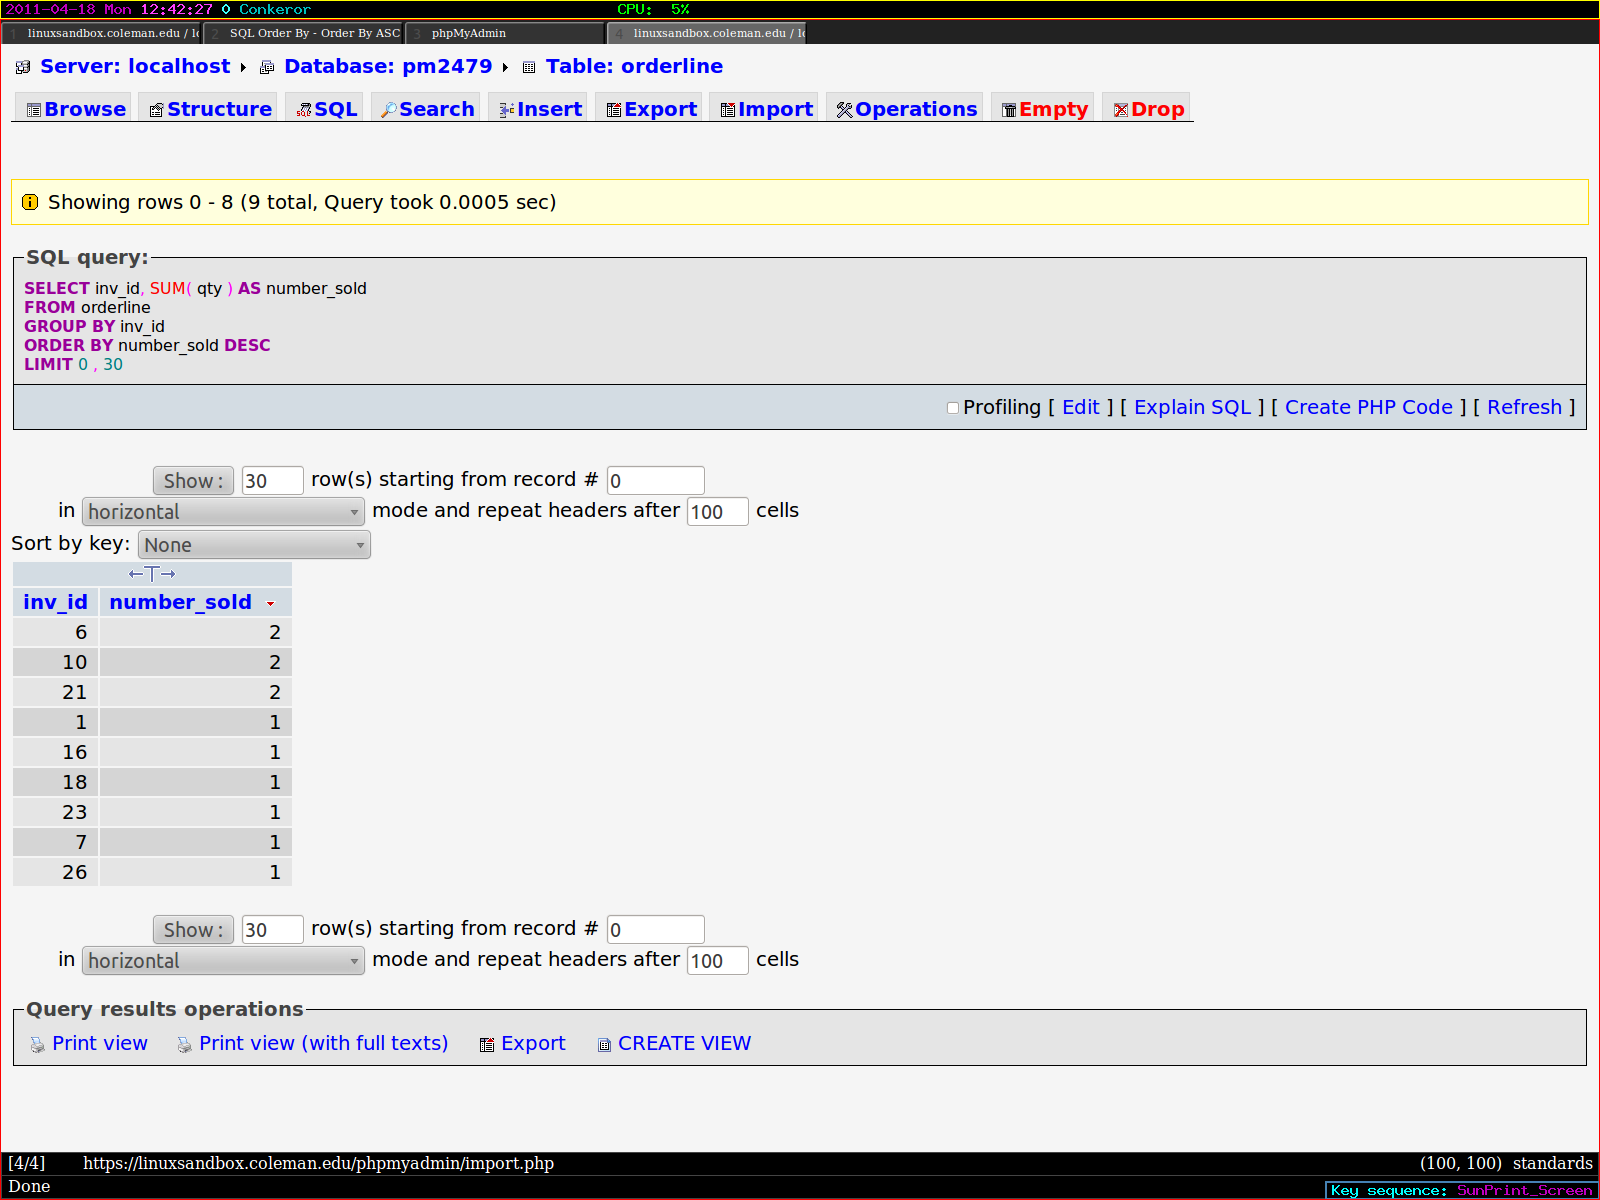 2011-04-18 Mon 12:42:27 0 Conkeror CPU: 5%
1 linuxsandbox.coleman.edu / lo 2 SQL Order By - Order By ASC 3 phpMyAdmin 4 linuxsandbox.coleman.edu / lo
Server: localhost Database: pm2479 Table: orderline
Browse Structure SQL Search Insert Export Import Operations Empty Drop
Showing rows 0 - 8 (9 total, Query took 0.0005 sec)
SQL query:
SELECT inv_id, SUM( qty ) AS number_sold
FROM orderline
GROUP BY inv_id
ORDER BY number_sold DESC
LIMIT 0 , 30
Profiling [ Edit ] [ Explain SQL ] [ Create PHP Code ] [ Refresh ]
Show : 30 row(s) starting from record # 0
in horizontal mode and repeat headers after 100 cells
Sort by key: None
←T→
inv_id number_sold
6 2
10 2
21 2
1 1
16 1
18 1
23 1
7 1
26 1
Show : 30 row(s) starting from record # 0
in horizontal mode and repeat headers after 100 cells
Query results operations
Print view Print view (with full texts) Export CREATE VIEW
[4/4] https://linuxsandbox.coleman.edu/phpmyadmin/import.php (100, 100) standards
Done
Key sequence: SunPrint_Screen